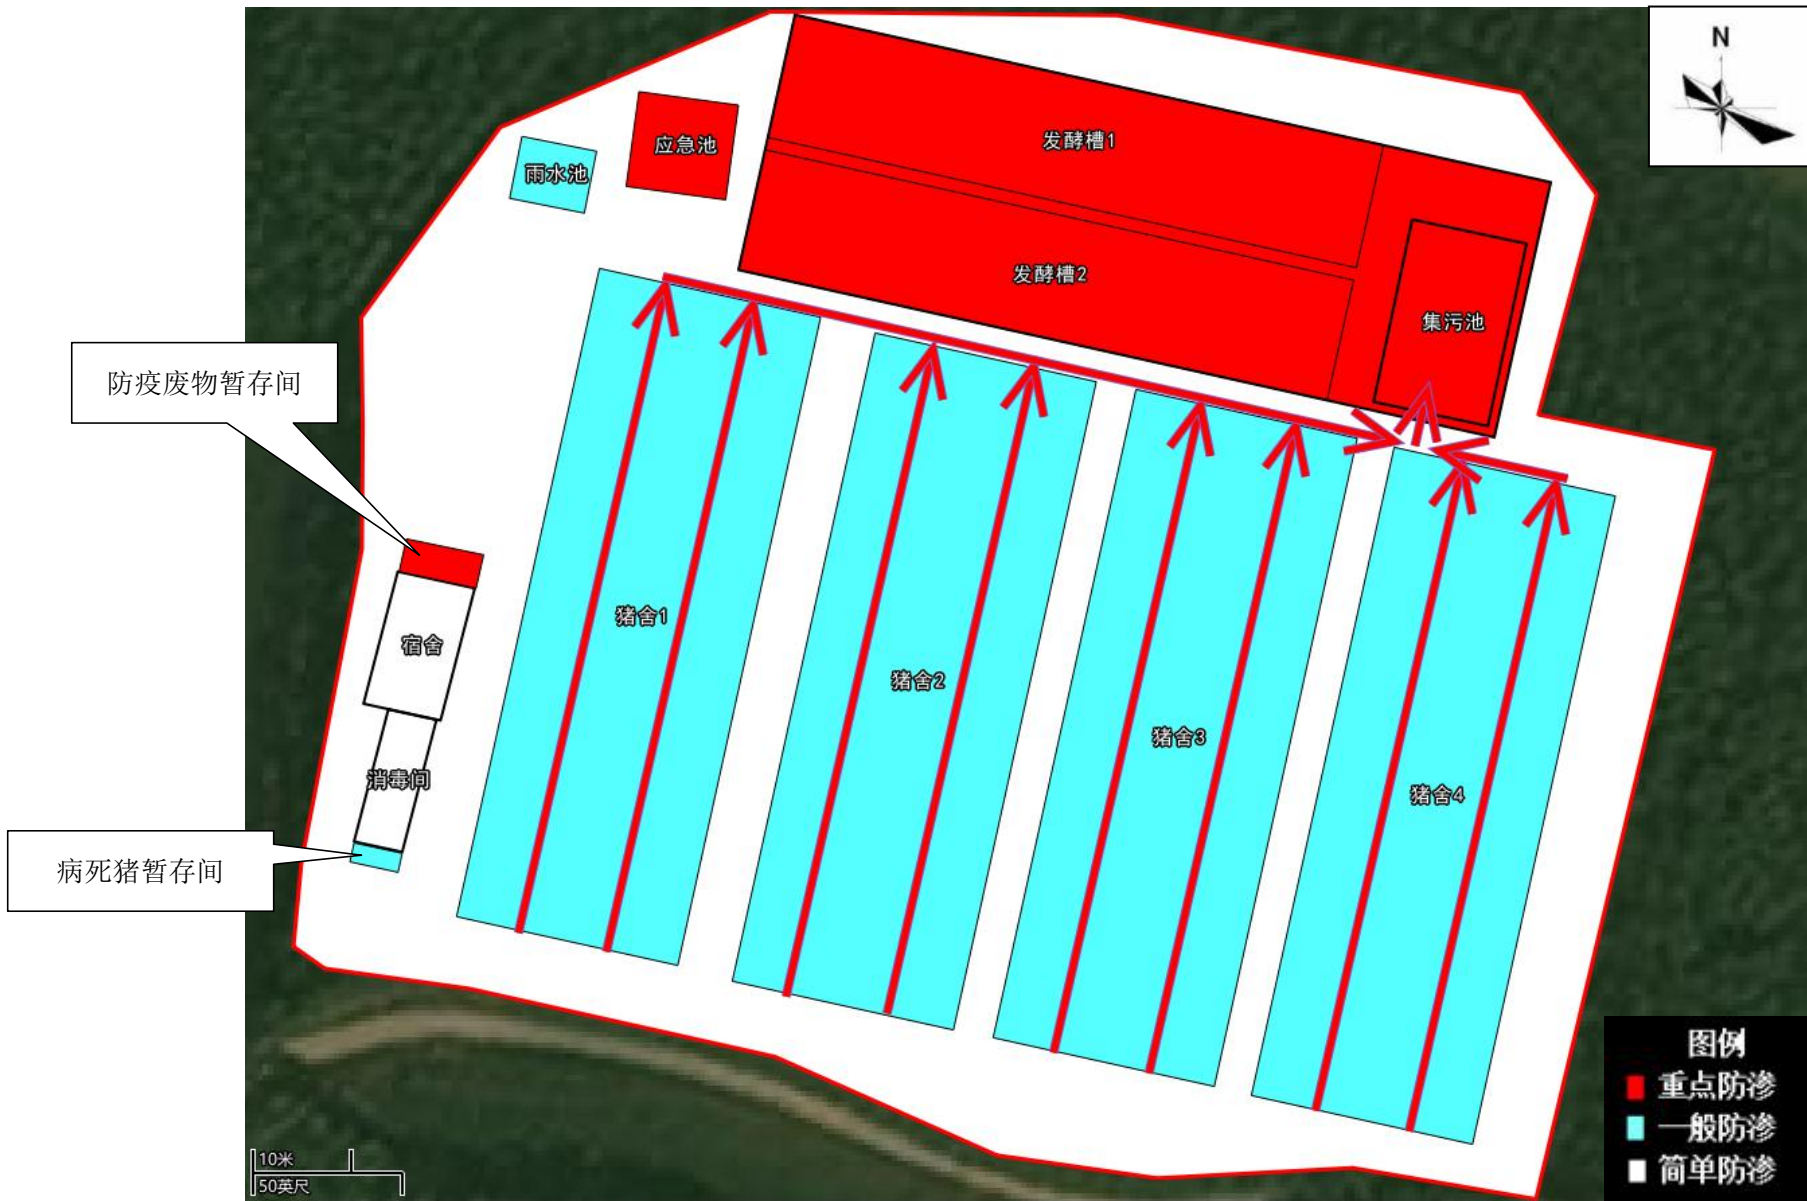 N
应急池
雨水池
发酵槽1
发酵槽2
集污池
防疫废物暂存间
宿舍
消毒间
病死猪暂存间
猪舍1
猪舍2
猪舍3
猪舍4
图例
重点防渗
一般防渗
简单防渗
10米
50英尺